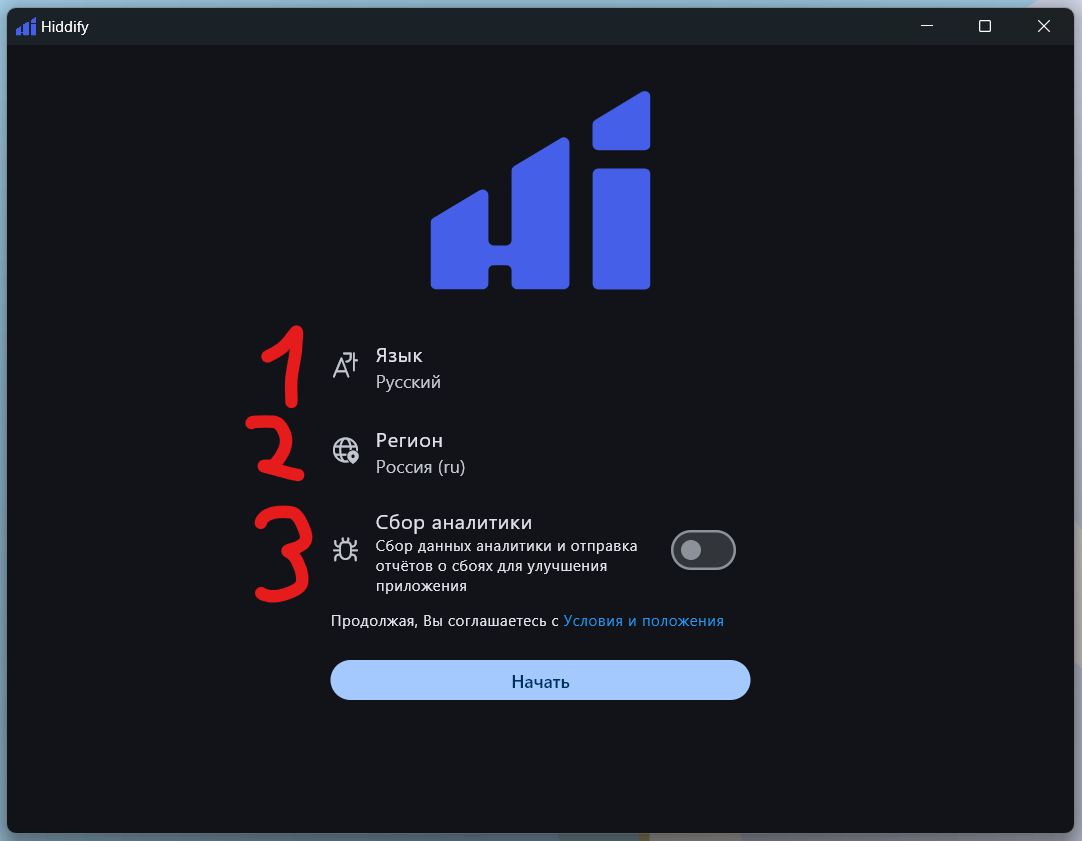 Hiddify
1
Язык
Русский
2
Регион
Россия (ru)
3
Сбор аналитики
Сбор данных аналитики и отправка
отчётов о сбоях для улучшения
приложения
Продолжая, Вы соглашаетесь с Условия и положения
Начать